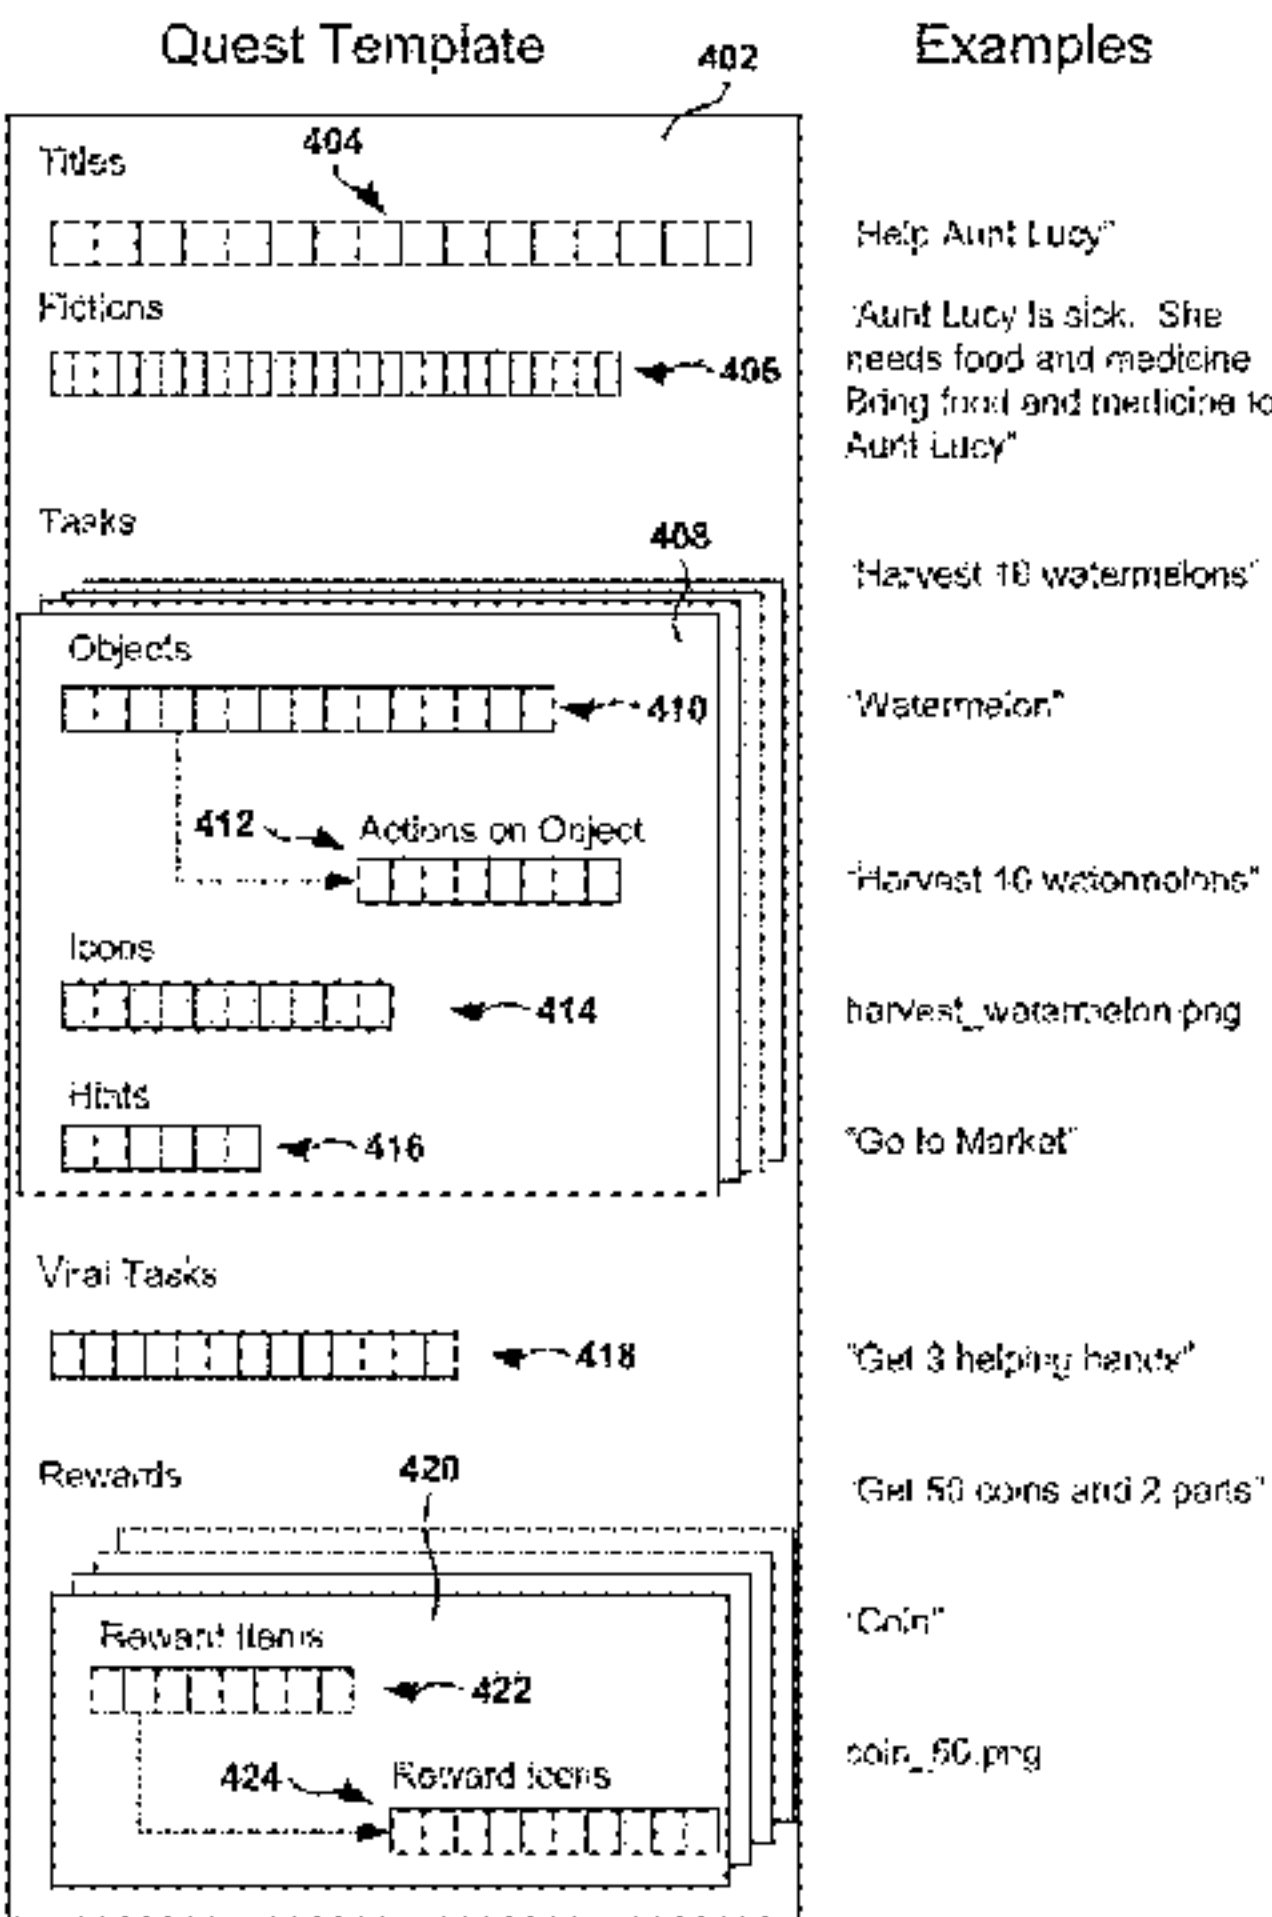 Quest Template
Examples
402
Titles
404
"Help Aunt Lucy"
Fictions
406
"Aunt Lucy is sick. She
needs food and medicine
Bring food and medicine to
Aunt Lucy"
Tasks
408
"Harvest 10 watermelons"
Objects
410
"Watermelon"
412
Actions on Object
"Harvest 10 watermelons"
Icons
414
harvest_watermelon.png
Hints
416
"Go to Market"
Viral Tasks
418
"Get 3 helping hands"
Rewards
420
"Get 50 coins and 2 parts"
Reward Items
422
"Coin"
424
Reward Icons
coin_50.png